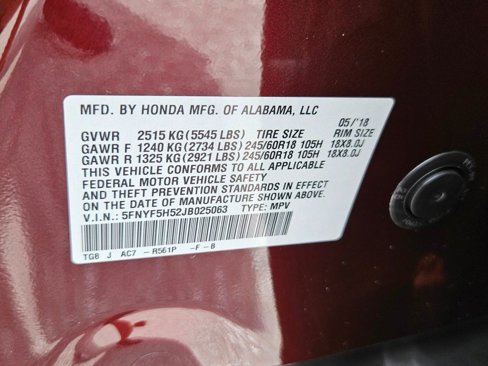 MFD. BY HONDA MFG. OF ALABAMA, LLC
05/'18
GVWR 2515 KG (5545 LBS) TIRE SIZE RIM SIZE
GAWR F 1240 KG (2734 LBS) 245/60R18 105H 18X8.0J
GAWR R 1325 KG (2921 LBS) 245/60R18 105H 18X8.0J
THIS VEHICLE CONFORMS TO ALL APPLICABLE
FEDERAL MOTOR VEHICLE SAFETY
AND THEFT PREVENTION STANDARDS IN EFFECT
ON THE DATE OF MANUFACTURE SHOWN ABOVE.
V.I.N.: 5FNYF5H52JB025063 TYPE: MPV
TG8 J AC7 - R561P -F - B